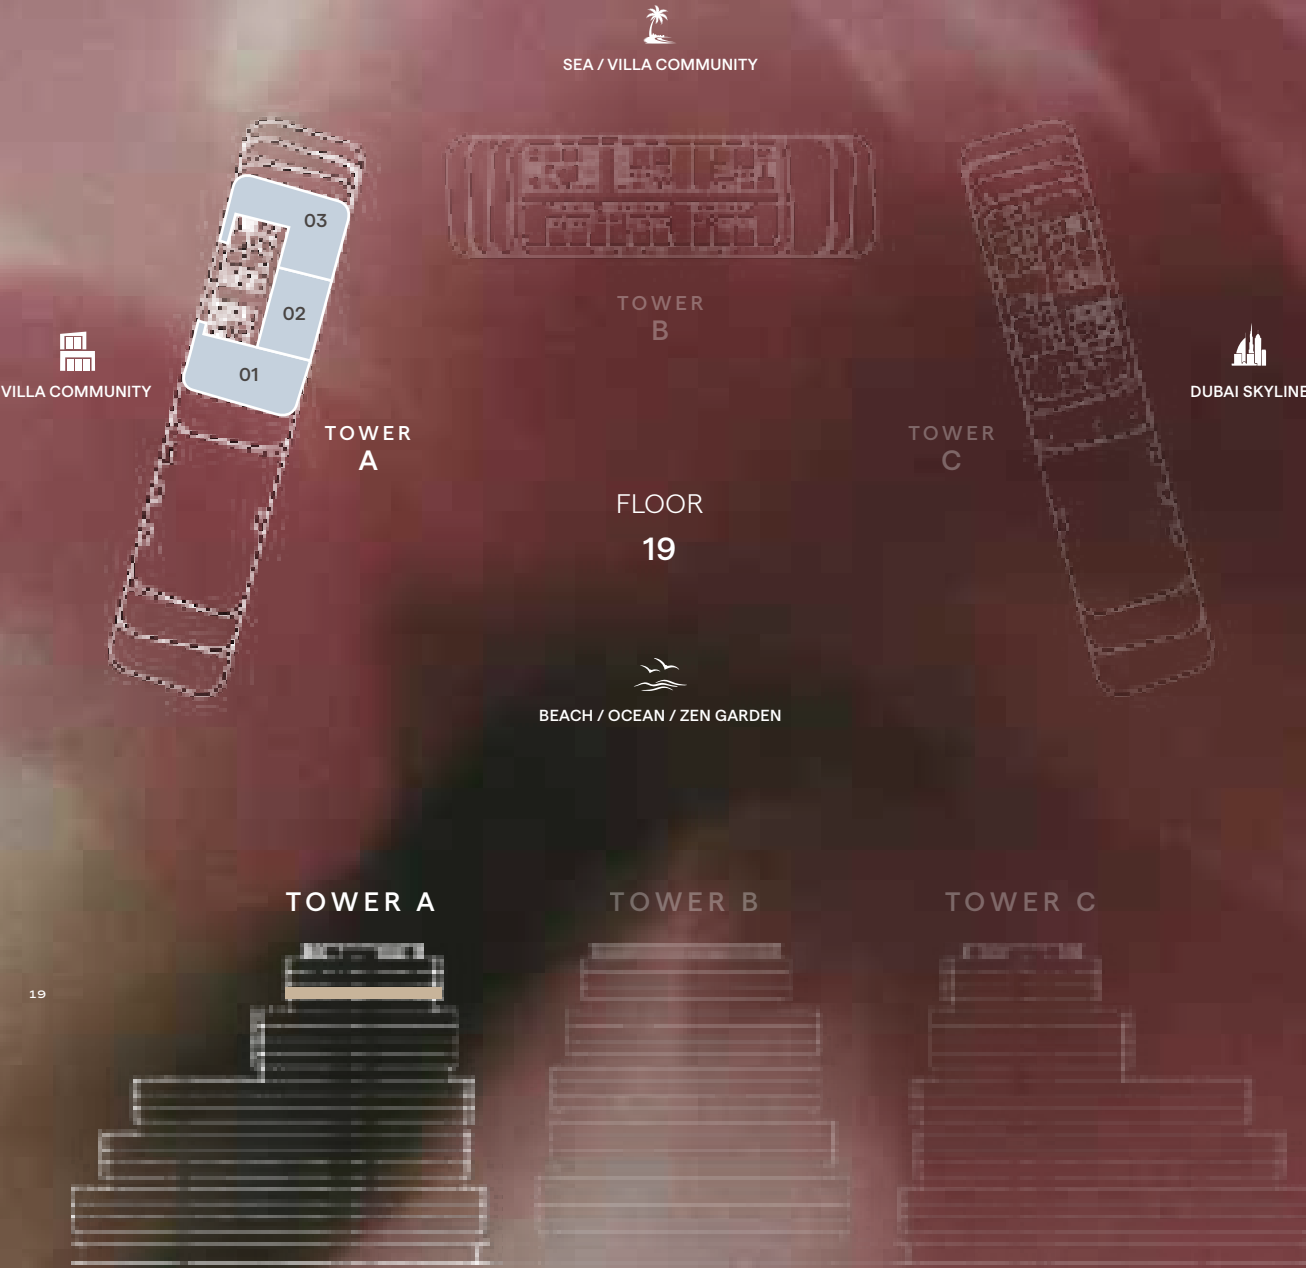 SEA / VILLA COMMUNITY
03
02
01
TOWER
B
VILLA COMMUNITY
DUBAI SKYLINE
TOWER
A
TOWER
C
FLOOR
19
BEACH / OCEAN / ZEN GARDEN
TOWER A
TOWER B
TOWER C
19